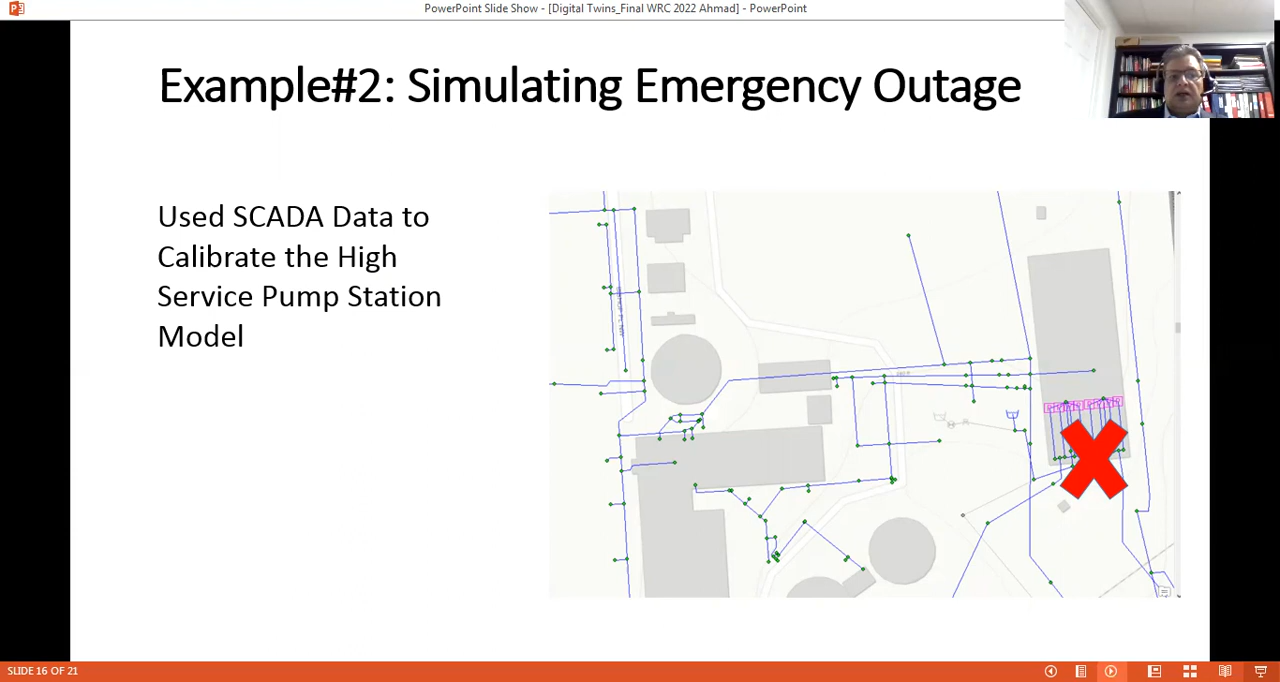 PowerPoint Slide Show - [Digital Twins_Final WRC 2022 Ahmad] - PowerPoint
Example#2: Simulating Emergency Outage
Used SCADA Data to
Calibrate the High
Service Pump Station
Model
SLIDE 16 OF 21